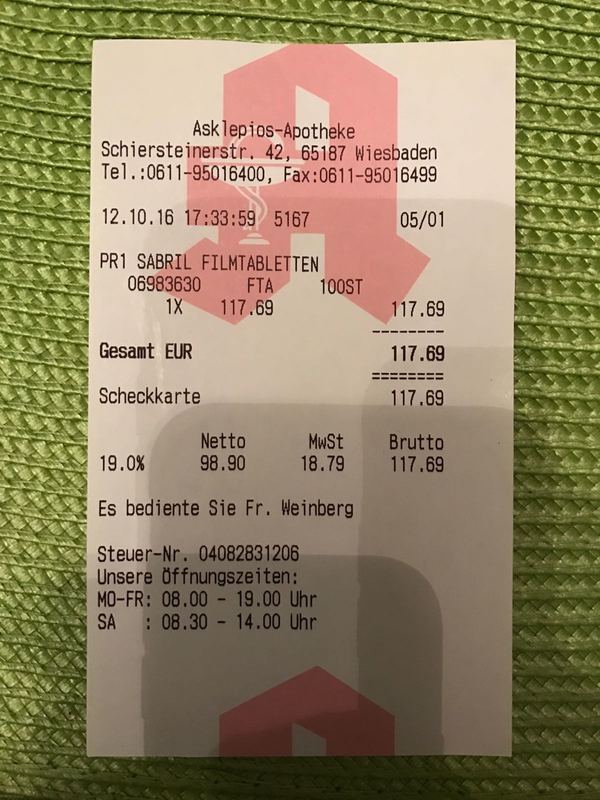 Asklepios-Apotheke
Schiersteinerstr. 42, 65187 Wiesbaden
Tel.:0611-95016400, Fax:0611-95016499
12.10.16 17:33:59 5167 05/01
PR1 SABRIL FILMTABLETTEN
06983630 FTA 100ST
1X 117.69 117.69
--------
Gesamt EUR 117.69
========
Scheckkarte 117.69
Netto MwSt Brutto
19.0% 98.90 18.79 117.69
Es bediente Sie Fr. Weinberg
Steuer-Nr. 04082831206
Unsere Öffnungszeiten:
MO-FR: 08.00 - 19.00 Uhr
SA : 08.30 - 14.00 Uhr